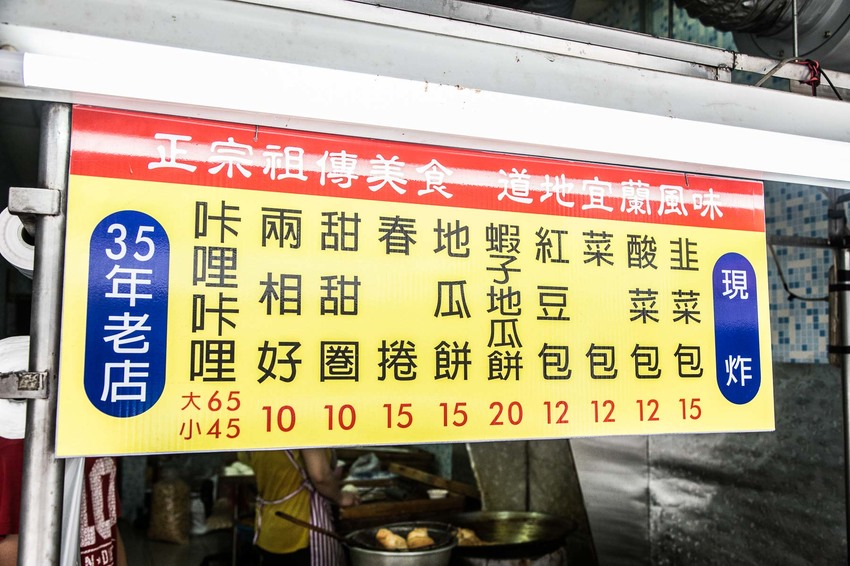 正宗祖傳美食 道地宜蘭風味
35年老店
咖哩咖哩 大65 小45
兩相好 10
甜甜圈 10
春捲 15
地瓜餅 15
蝦子地瓜餅 20
紅豆包 12
菜包 12
酸菜包 12
韭菜包 15
現炸